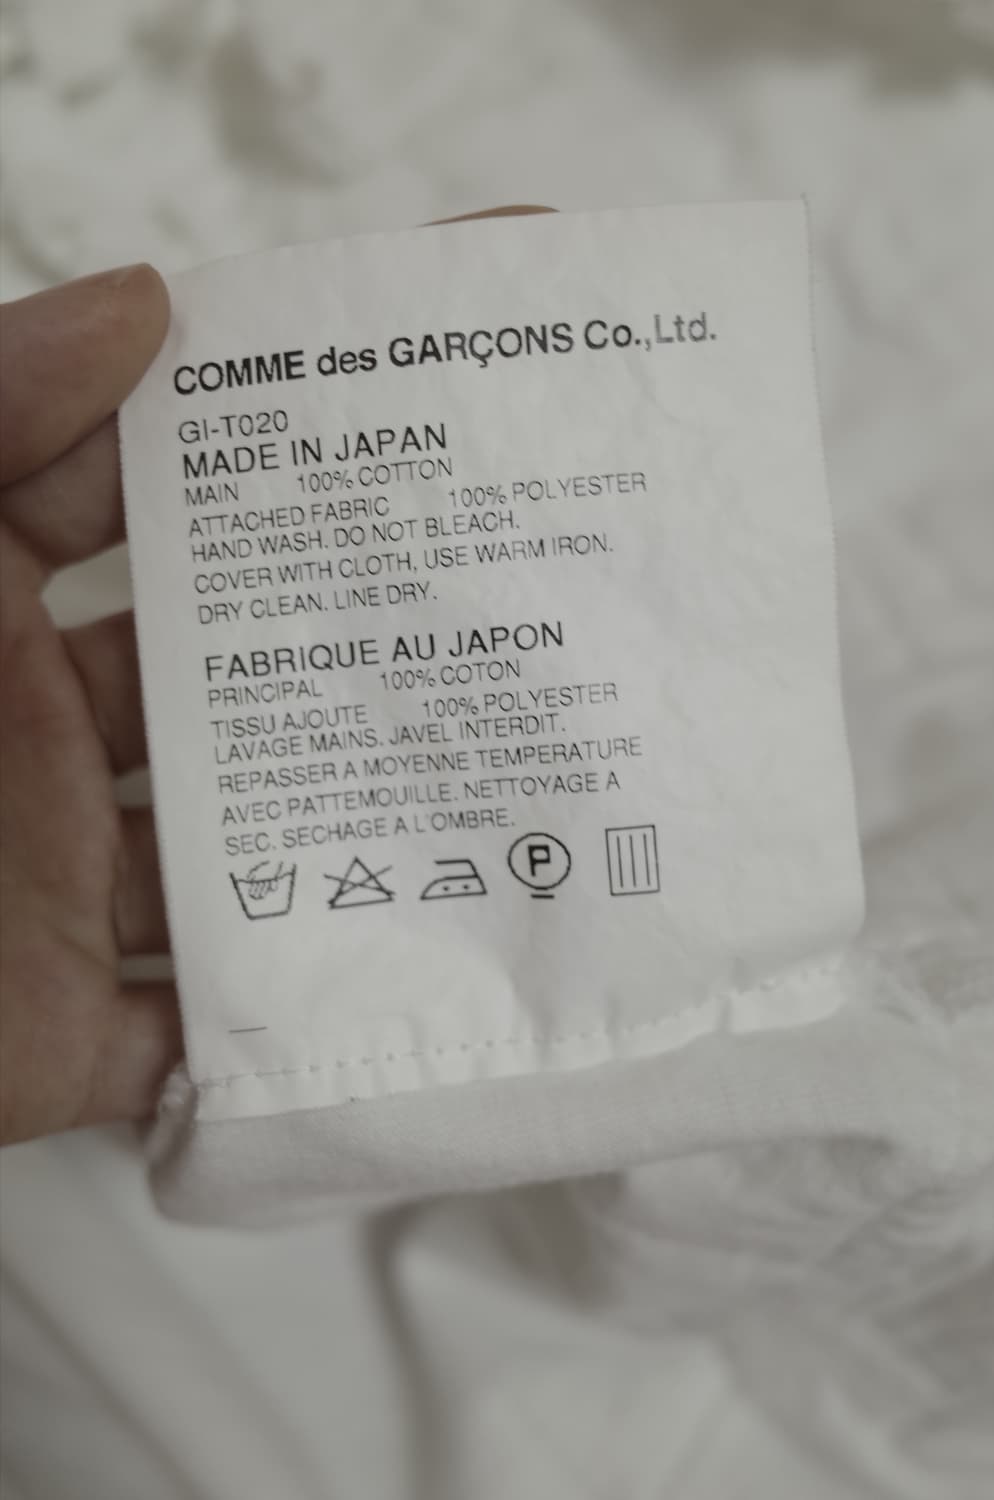 COMME des GARÇONS Co.,Ltd.
GI-T020
MADE IN JAPAN
MAIN 100% COTTON
ATTACHED FABRIC 100% POLYESTER
HAND WASH. DO NOT BLEACH.
COVER WITH CLOTH, USE WARM IRON.
DRY CLEAN. LINE DRY.
FABRIQUE AU JAPON
PRINCIPAL 100% COTON
TISSU AJOUTE 100% POLYESTER
LAVAGE MAINS. JAVEL INTERDIT.
REPASSER A MOYENNE TEMPERATURE
AVEC PATTEMOUILLE. NETTOYAGE A
SEC. SECHAGE A L'OMBRE.
P